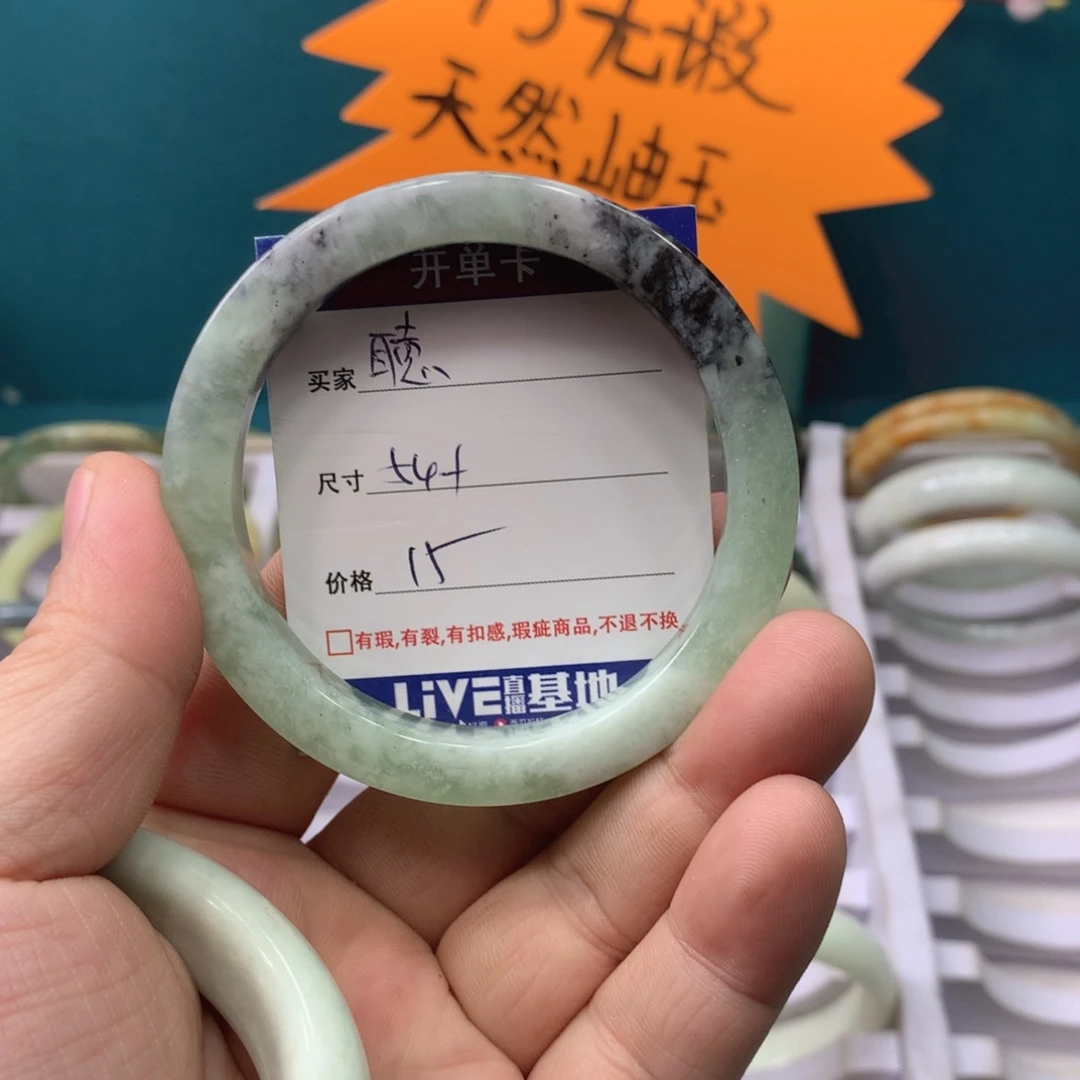 无瑕
天然岫玉
开单卡
买家
尺寸 54+
价格 15
有瑕,有裂,有扣感,瑕疵商品,不退不换
LiVE直播基地